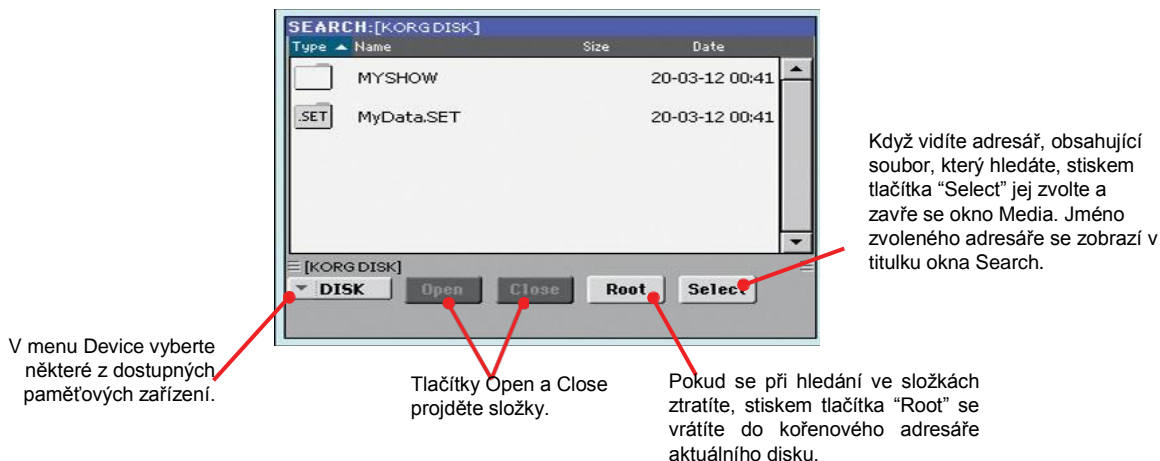 SEARCH:[KORG DISK]
Type Name Size Date
MYSHOW 20-03-12 00:41
.SET MyData.SET 20-03-12 00:41
[KORG DISK]
DISK Open Close Root Select
Když vidíte adresář, obsahující
soubor, který hledáte, stiskem
tlačítka “Select” jej zvolte a
zavře se okno Media. Jméno
zvoleného adresáře se zobrazí v
titulku okna Search.
V menu Device vyberte
některé z dostupných
paměťových zařízení.
Tlačítky Open a Close
projděte složky.
Pokud se při hledání ve složkách
ztratíte, stiskem tlačítka “Root” se
vrátíte do kořenového adresáře
aktuálního disku.